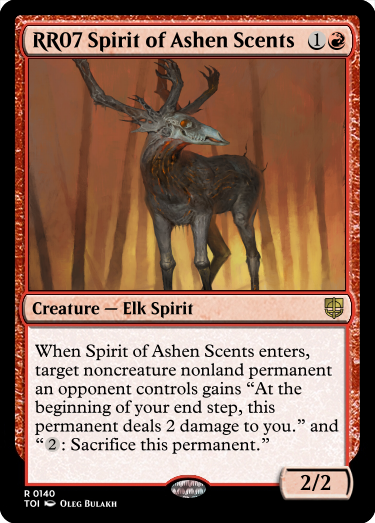 RR07 Spirit of Ashen Scents 1
Creature — Elk Spirit
When Spirit of Ashen Scents enters,
target noncreature nonland permanent
an opponent controls gains “At the
beginning of your end step, this
permanent deals 2 damage to you.” and
“2: Sacrifice this permanent.”
2/2
R 0140
TOI Oleg Bulakh